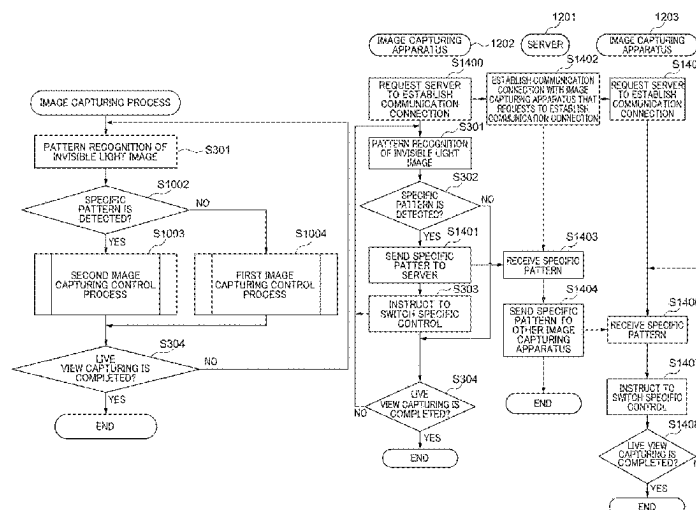 IMAGE CAPTURING PROCESS
PATTERN RECOGNITION OF
INVISIBLE LIGHT IMAGE
S301
S1002
SPECIFIC
PATTERN IS
DETECTED?
NO
YES
S1003
S1004
SECOND IMAGE
CAPTURING CONTROL
PROCESS
FIRST IMAGE
CAPTURING CONTROL
PROCESS
S304
LIVE
VIEW CAPTURING IS
COMPLETED?
NO
YES
END
IMAGE CAPTURING
APPARATUS
1202
S1400
REQUEST SERVER
TO ESTABLISH
COMMUNICATION
CONNECTION
S301
PATTERN RECOGNITION
OF INVISIBLE LIGHT
IMAGE
S302
SPECIFIC
PATTERN IS
DETECTED?
NO
YES
S1401
SEND SPECIFIC
PATTER TO
SERVER
S303
INSTRUCT TO
SWITCH SPECIFIC
CONTROL
S304
LIVE
VIEW CAPTURING IS
COMPLETED?
NO
YES
END
1201
SERVER
S1402
ESTABLISH COMMUNICATION
CONNECTION WITH IMAGE
CAPTURING APPARATUS THAT
REQUESTS TO ESTABLISH
COMMUNICATION CONNECTION
S1403
RECEIVE SPECIFIC
PATTERN
S1404
SEND SPECIFIC
PATTERN TO OTHER IMAGE
CAPTURING
APPARATUS
END
1203
IMAGE CAPTURING
APPARATUS
REQUEST SERVER
TO ESTABLISH
COMMUNICATION
CONNECTION
RECEIVE SPECIFIC
PATTERN
INSTRUCT TO
SWITCH SPECIFIC
CONTROL
S1408
LIVE VIEW
CAPTURING IS
COMPLETED?
YES
END